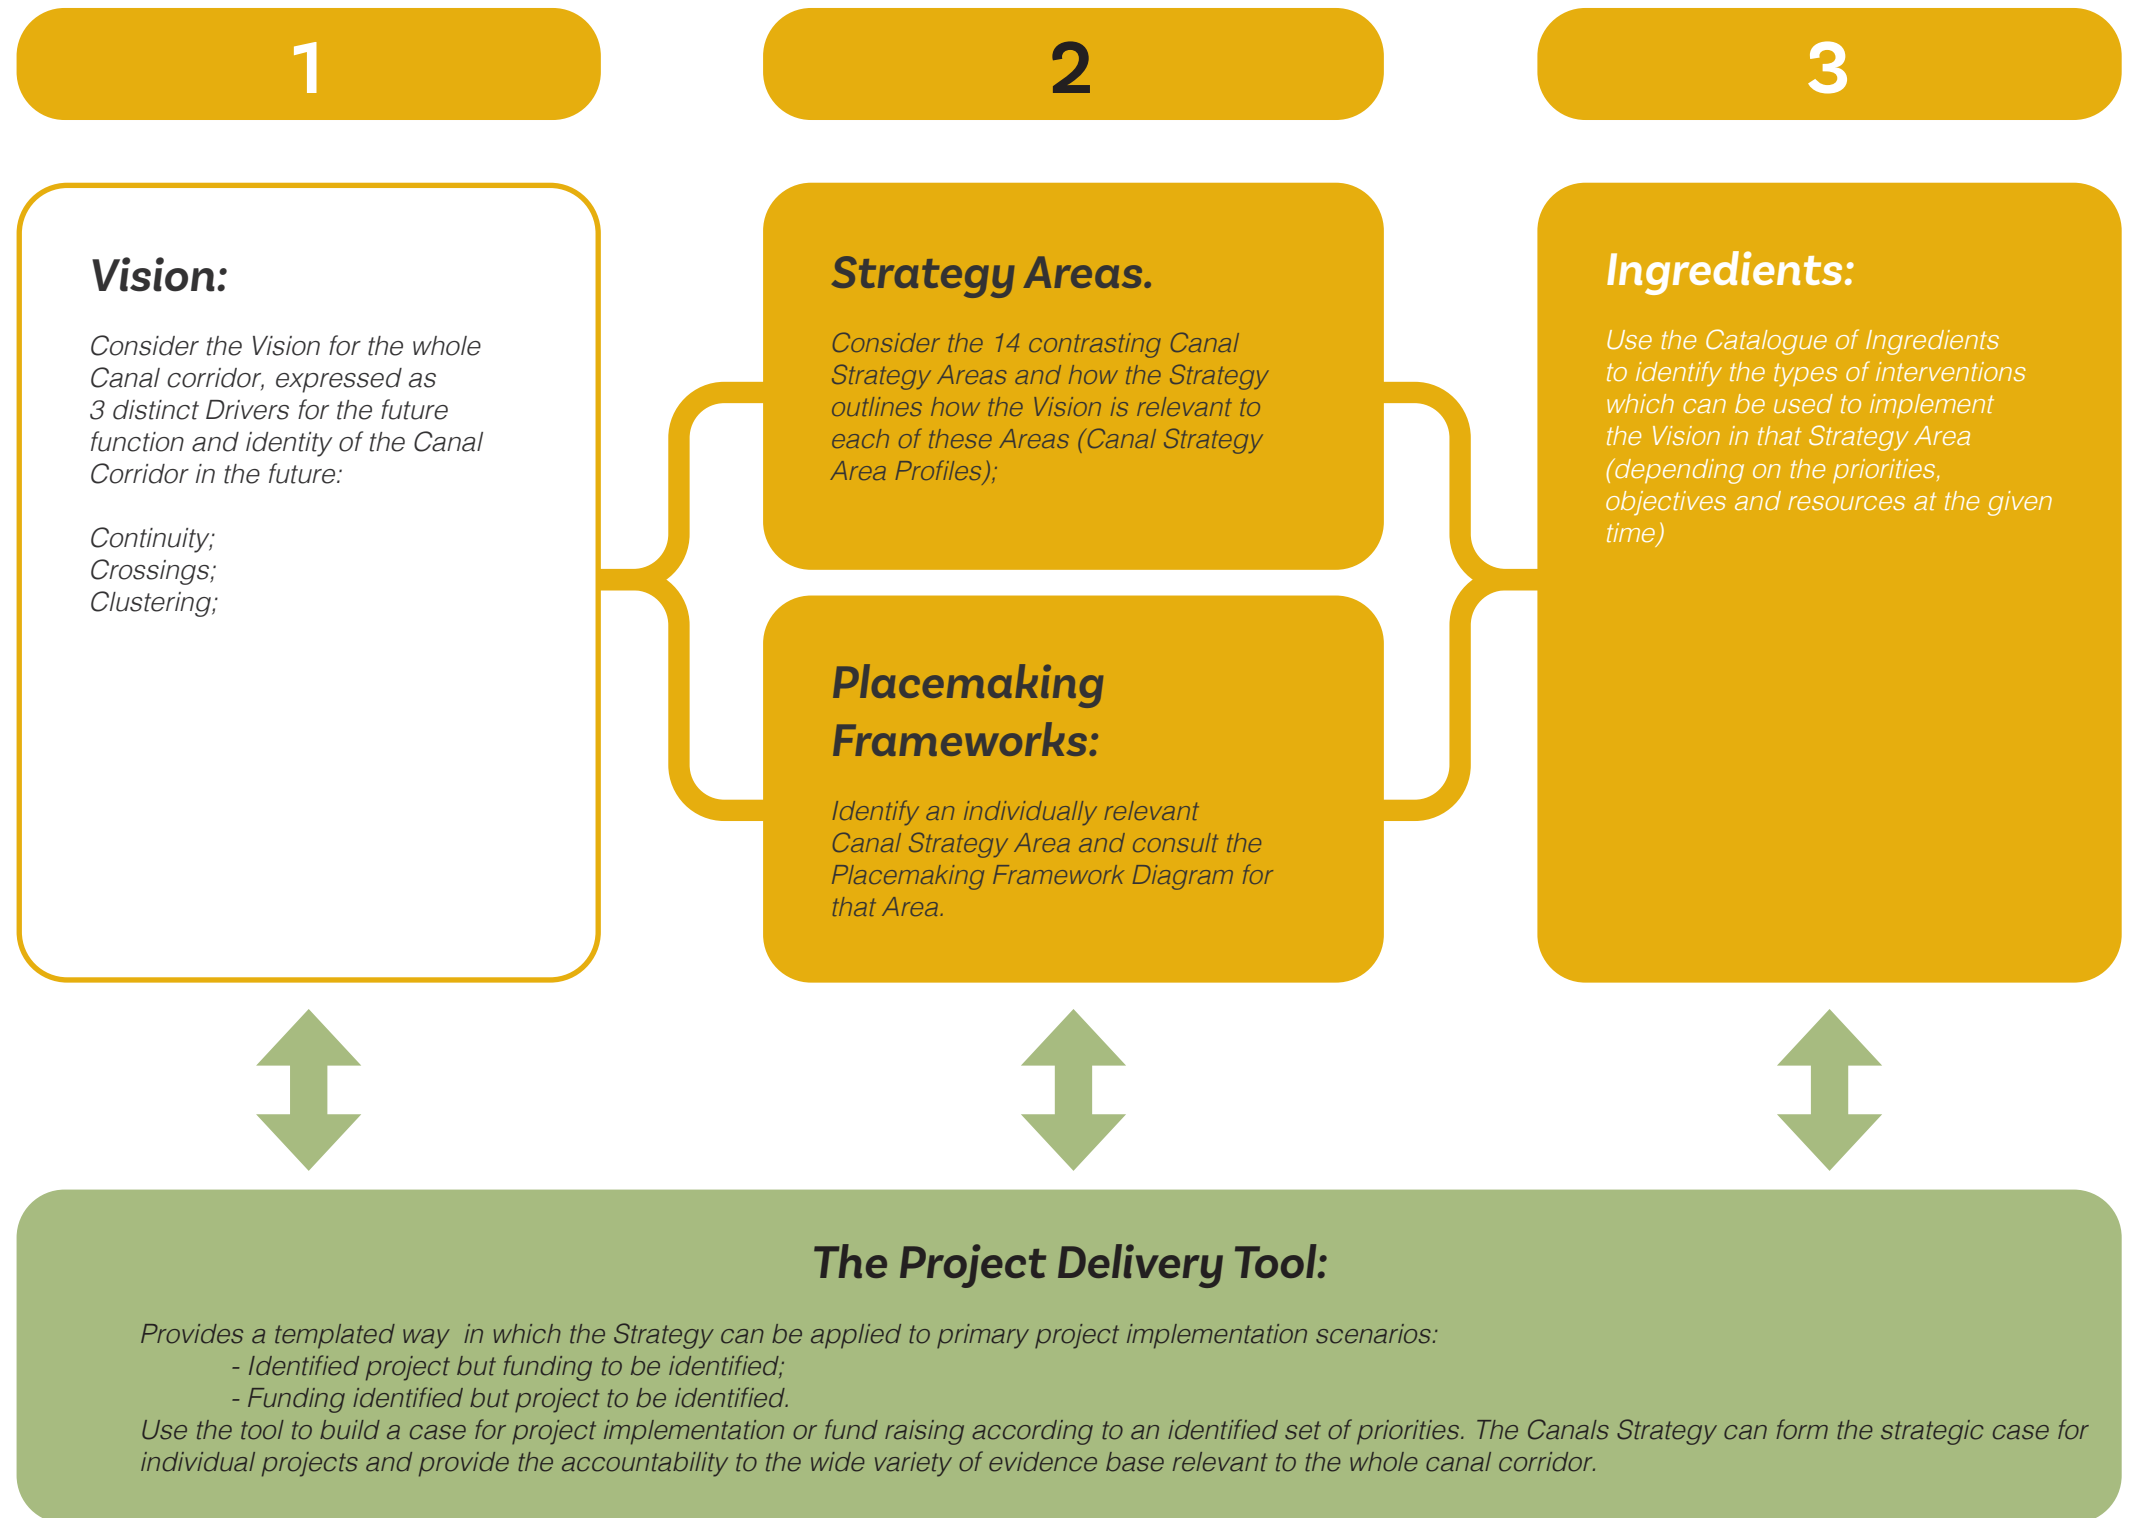 1
2
3
Vision:
Consider the Vision for the whole
Canal corridor, expressed as
3 distinct Drivers for the future
function and identity of the Canal
Corridor in the future:
Continuity;
Crossings;
Clustering;
Strategy Areas.
Consider the 14 contrasting Canal
Strategy Areas and how the Strategy
outlines how the Vision is relevant to
each of these Areas (Canal Strategy
Area Profiles);
Placemaking
Frameworks:
Identify an individually relevant
Canal Strategy Area and consult the
Placemaking Framework Diagram for
that Area.
Ingredients:
Use the Catalogue of Ingredients
to identify the types of interventions
which can be used to implement
the Vision in that Strategy Area
(depending on the priorities,
objectives and resources at the given
time)
The Project Delivery Tool:
Provides a templated way in which the Strategy can be applied to primary project implementation scenarios:
- Identified project but funding to be identified;
- Funding identified but project to be identified.
Use the tool to build a case for project implementation or fund raising according to an identified set of priorities. The Canals Strategy can form the strategic case for
individual projects and provide the accountability to the wide variety of evidence base relevant to the whole canal corridor.